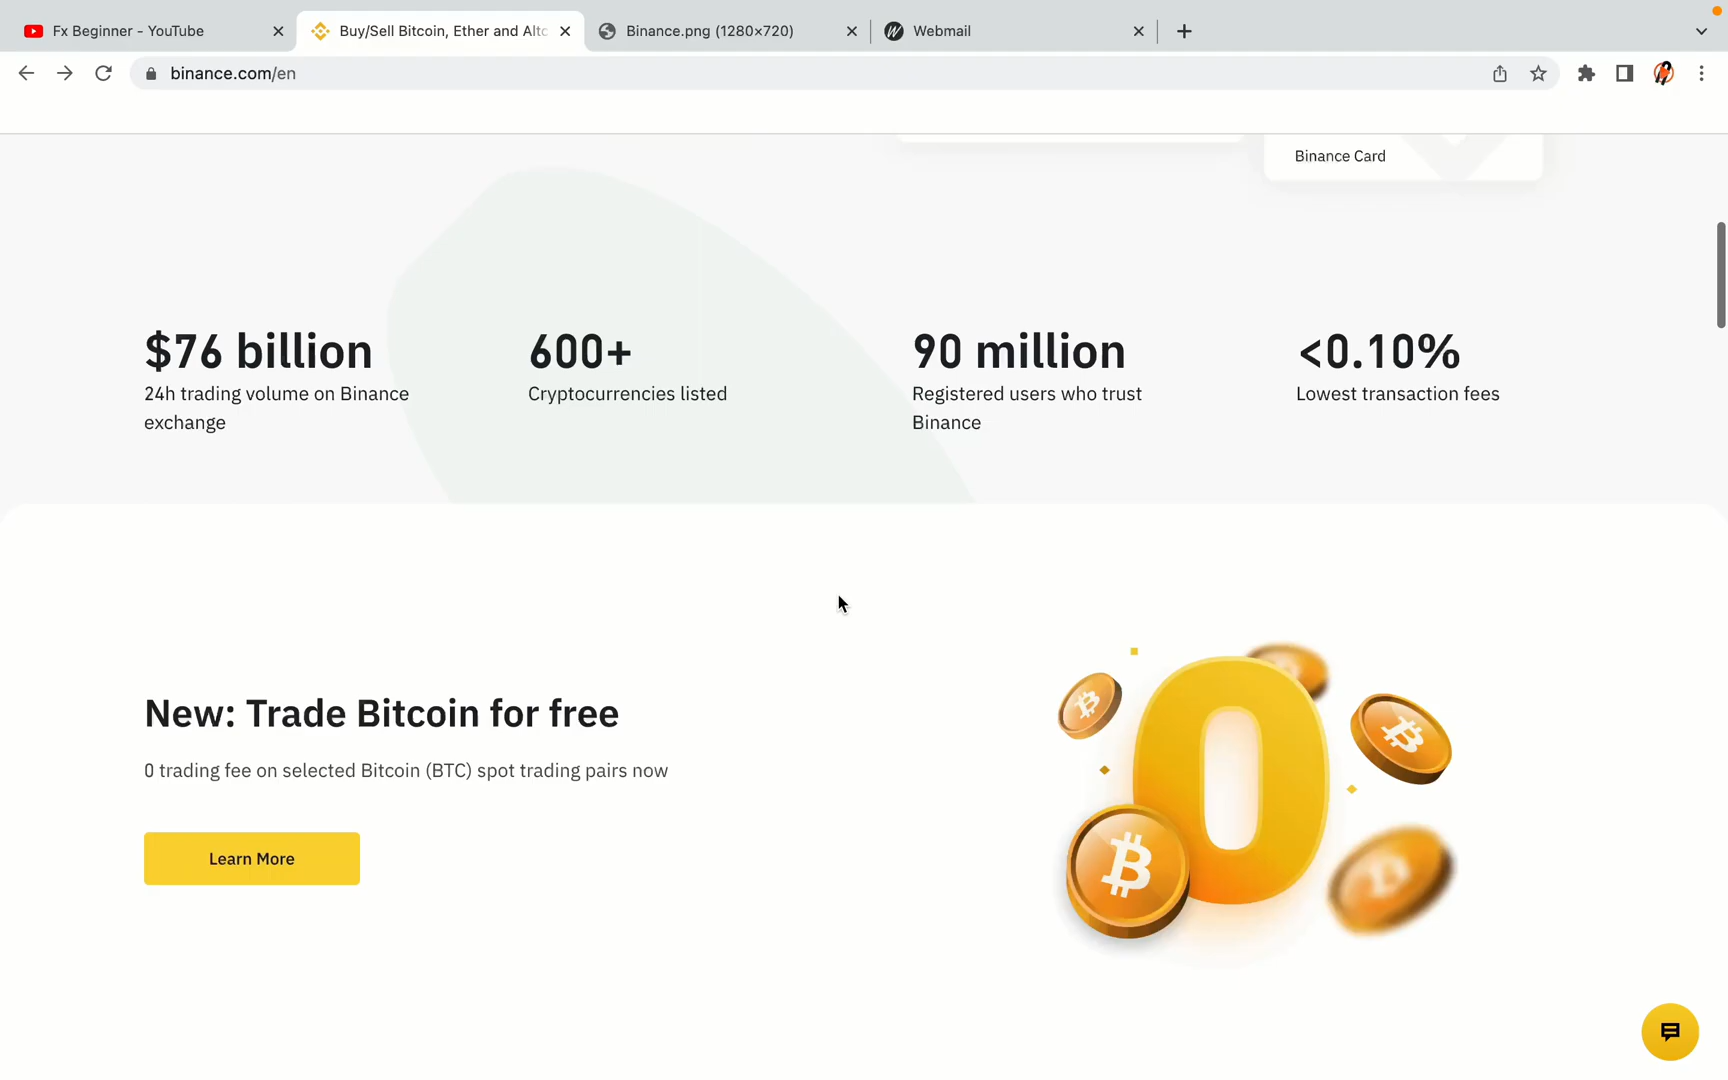 Fx Beginner - YouTube
Buy/Sell Bitcoin, Ether and Altc
Binance.png (1280×720)
Webmail
binance.com/en
Binance Card
$76 billion
24h trading volume on Binance
exchange
600+
Cryptocurrencies listed
90 million
Registered users who trust
Binance
<0.10%
Lowest transaction fees
New: Trade Bitcoin for free
0 trading fee on selected Bitcoin (BTC) spot trading pairs now
Learn More
0